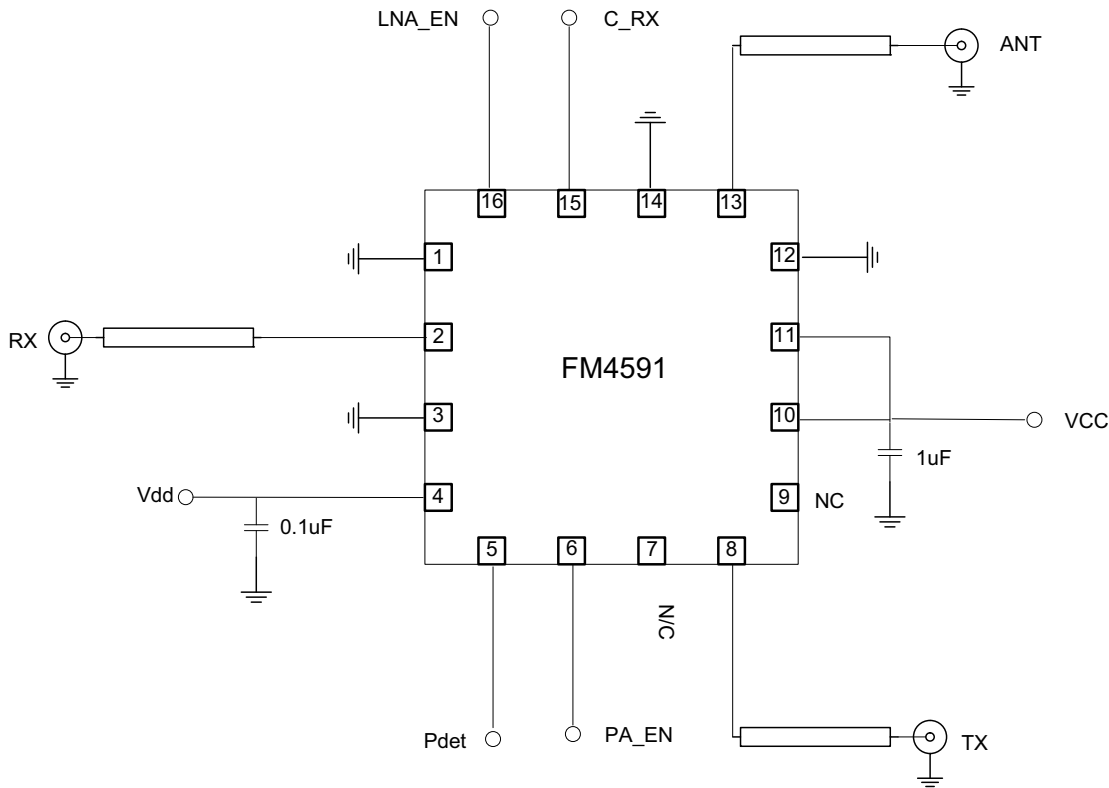 LNA_EN
C_RX
ANT
16
15
14
13
1
12
RX
2
11
FM4591
3
10
VCC
1uF
Vdd
4
9
NC
0.1uF
5
6
7
8
N/C
Pdet
PA_EN
TX